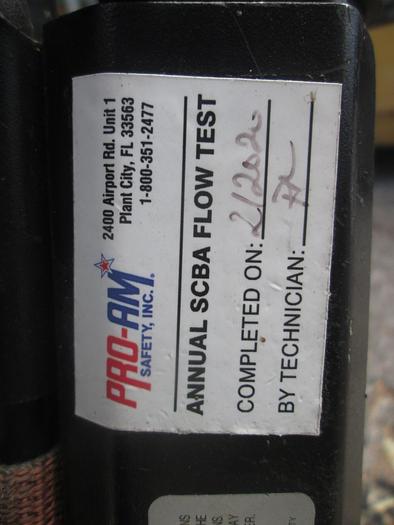 PRO-AM
SAFETY, INC.
2400 Airport Rd. Unit 1
Plant City, FL 33563
1-800-351-2477
ANNUAL SCBA FLOW TEST
COMPLETED ON: 2/2020
BY TECHNICIAN: